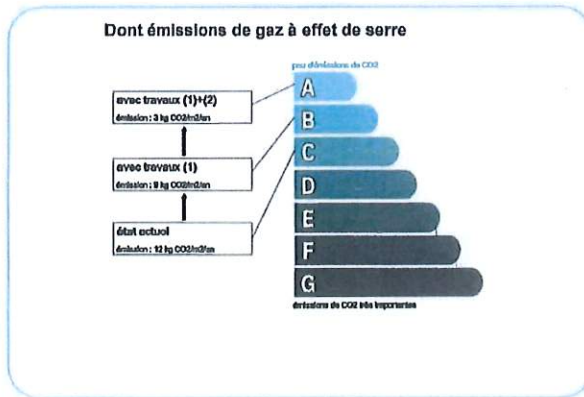 Dont émissions de gaz à effet de serre
peu d'émissions de CO2
A
B
C
D
E
F
G
émissions de CO2 très importantes
avec travaux (1)+(2)
émission : 3 kg CO2/m2/an
avec travaux (1)
émission : 9 kg CO2/m2/an
état actuel
émission : 12 kg CO2/m2/an